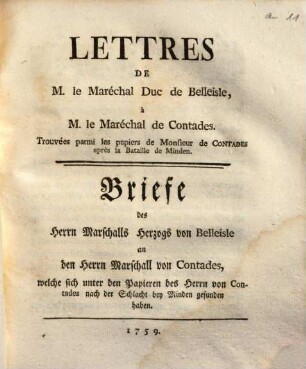 LETTRES
DE
M. le Maréchal Duc de Belleisle,
à
M. le Maréchal de Contades.
Trouvées parmi les papiers de Monsieur de CONTADES
après la Bataille de Minden.
Briefe
des
Herrn Marschalls Herzogs von Belleisle
an
den Herrn Marschall von Contades,
welche sich unter den Papieren des Herrn von Con-
tades nach der Schlacht bey Minden gefunden
haben.
1759.